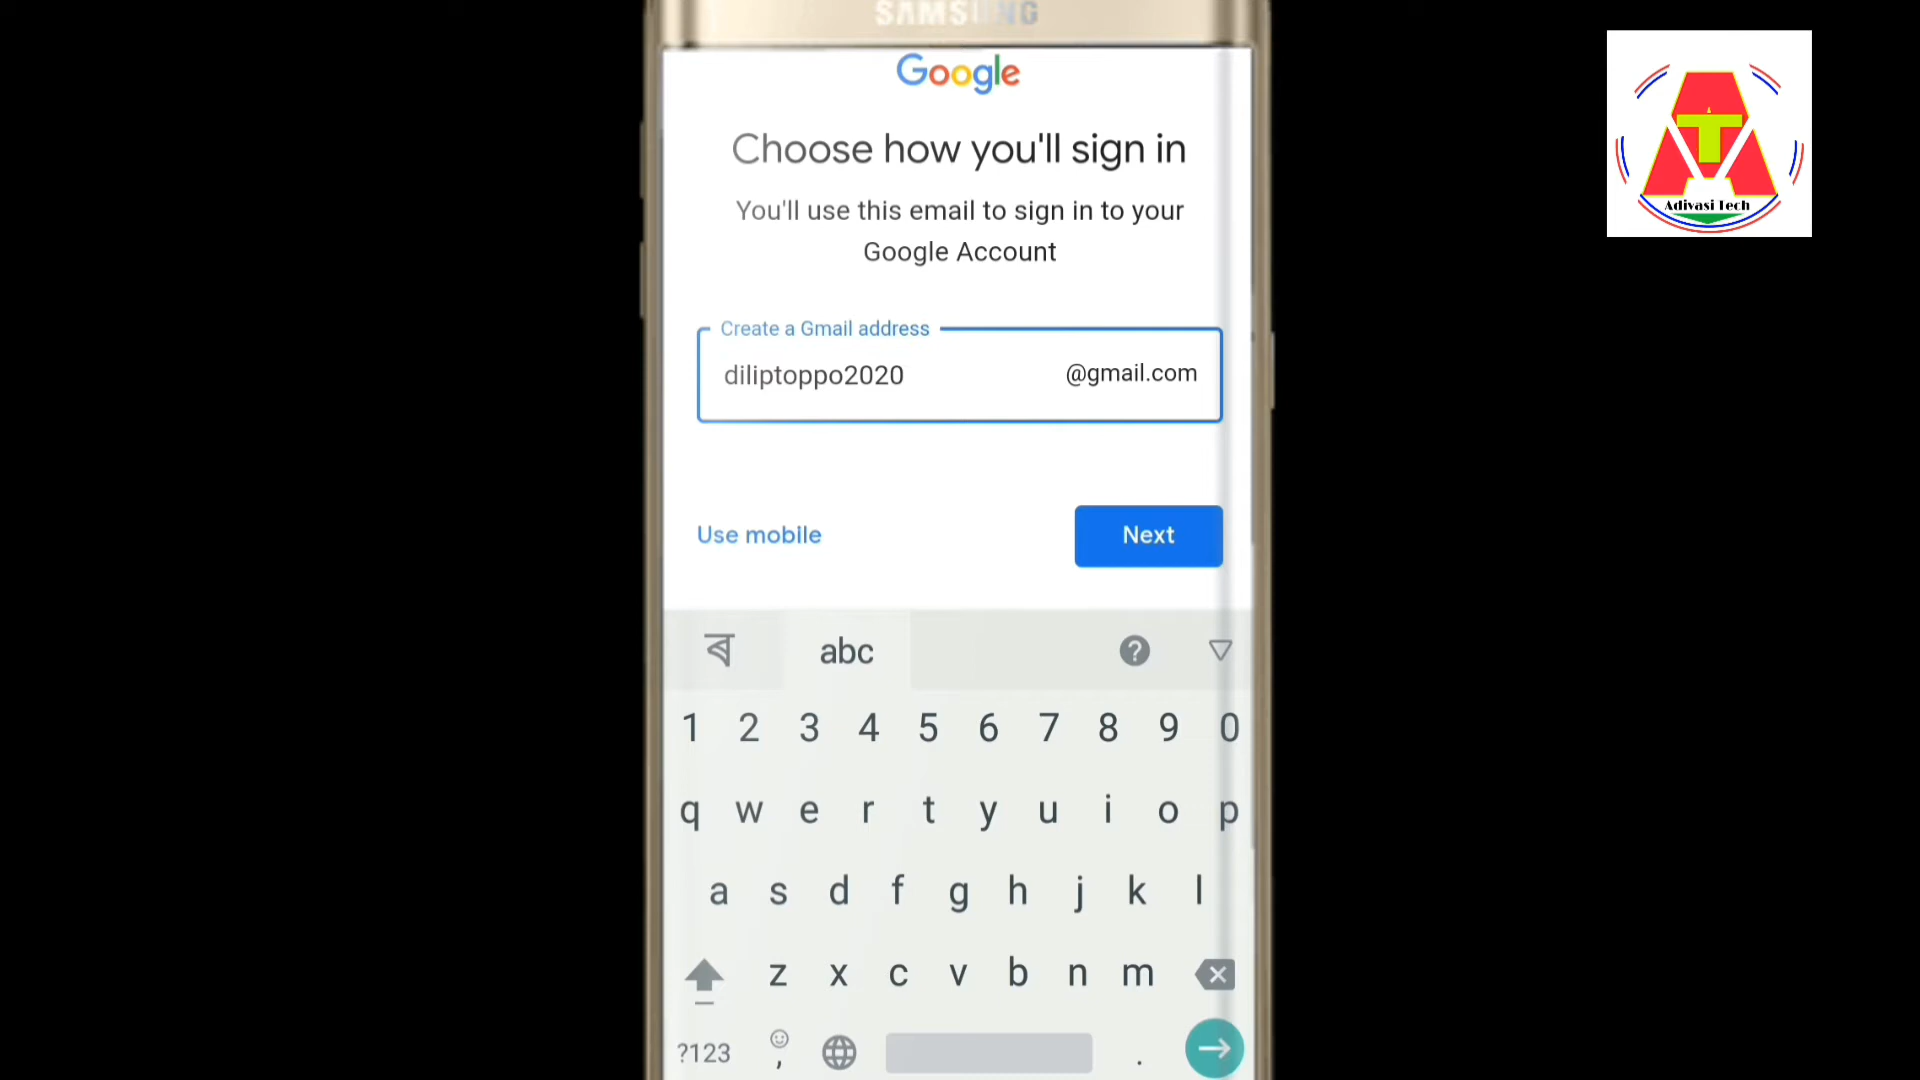 SAMSUNG
Google
Choose how you'll sign in
You'll use this email to sign in to your
Google Account
Create a Gmail address
diliptoppo2020
@gmail.com
Use mobile
Next
ব
abc
?
1 2 3 4 5 6 7 8 9 0
q w e r t y u i o p
a s d f g h j k l
z x c v b n m
?123 , .
T
Adivasi Tech